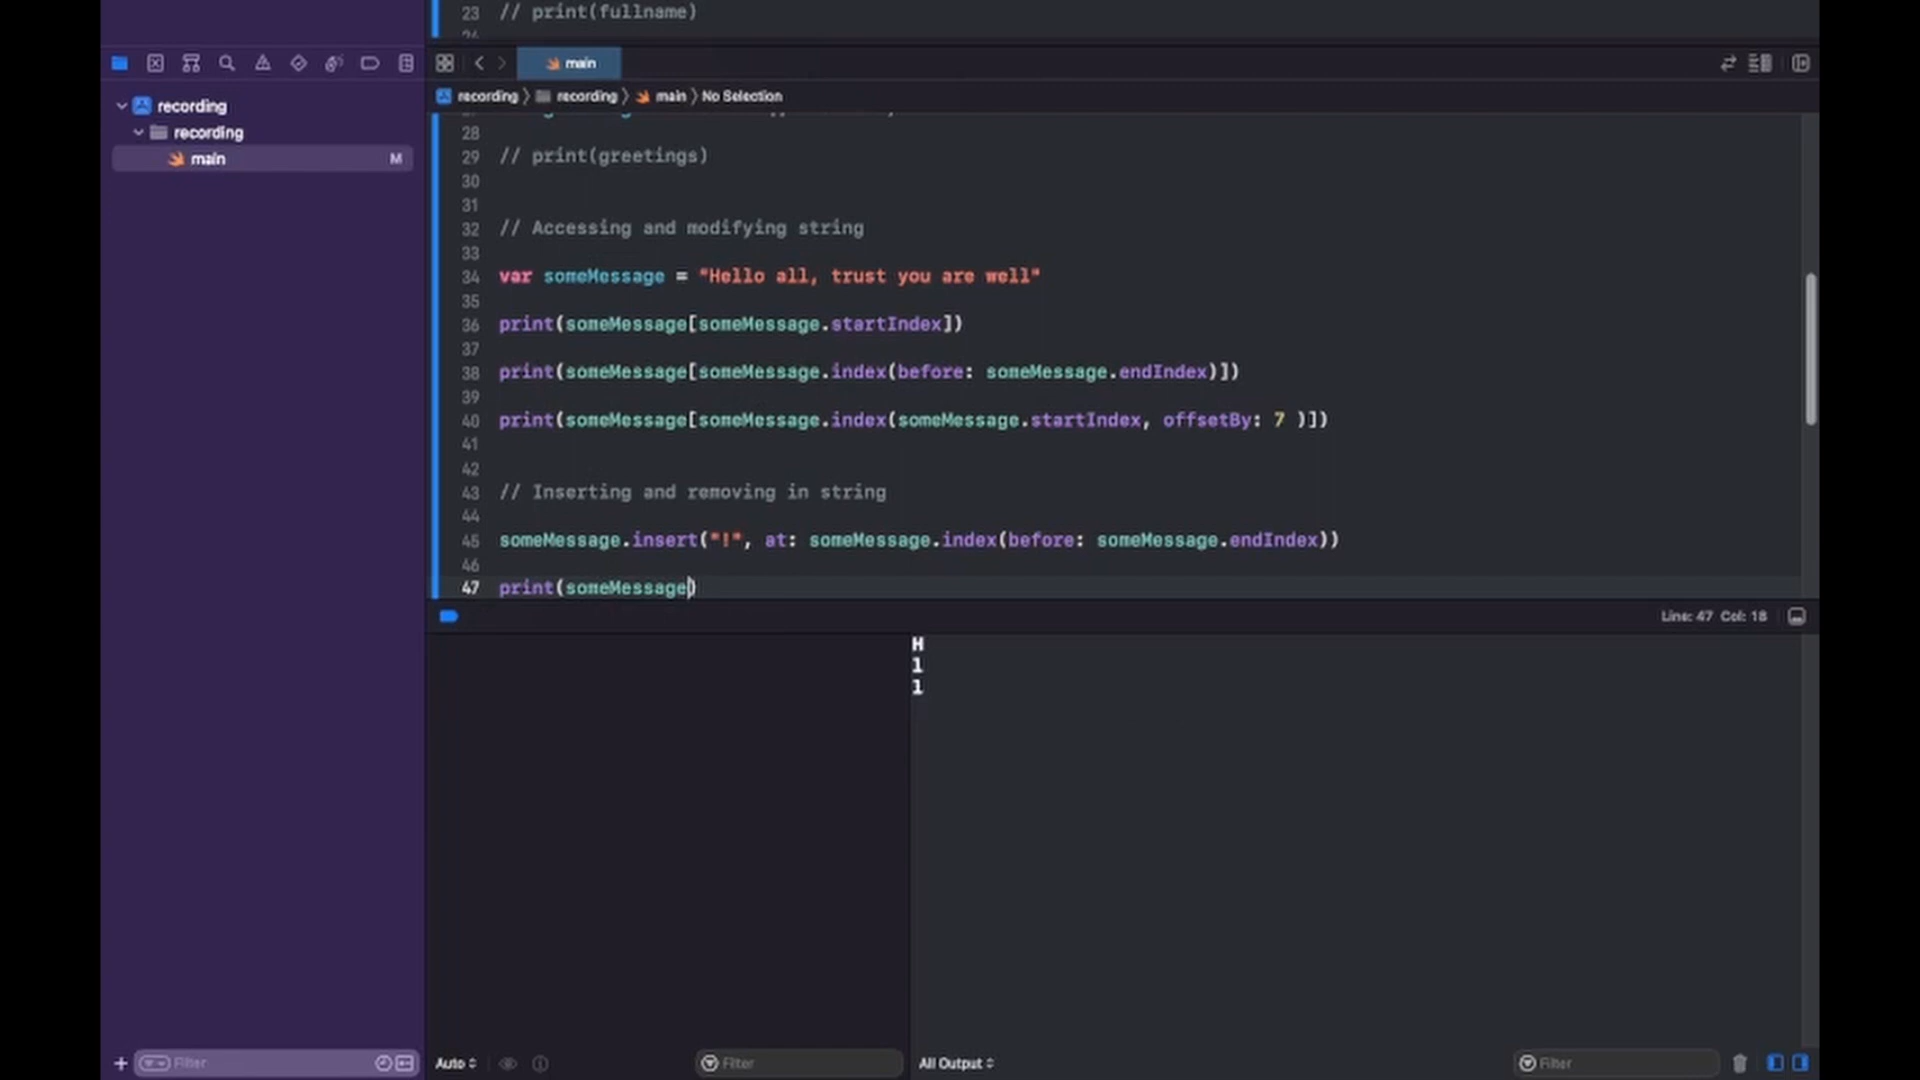 23 // print(fullname)
24
main
recording
recording
main
No Selection
recording
recording
main
M
28
29 // print(greetings)
30
31
32 // Accessing and modifying string
33
34 var someMessage = "Hello all, trust you are well"
35
36 print(someMessage[someMessage.startIndex])
37
38 print(someMessage[someMessage.index(before: someMessage.endIndex)])
39
40 print(someMessage[someMessage.index(someMessage.startIndex, offsetBy: 7 )])
41
42
43 // Inserting and removing in string
44
45 someMessage.insert("!", at: someMessage.index(before: someMessage.endIndex))
46
47 print(someMessage)
Line: 47 Col: 18
H
l
l
Filter
Auto
Filter
All Output
Filter